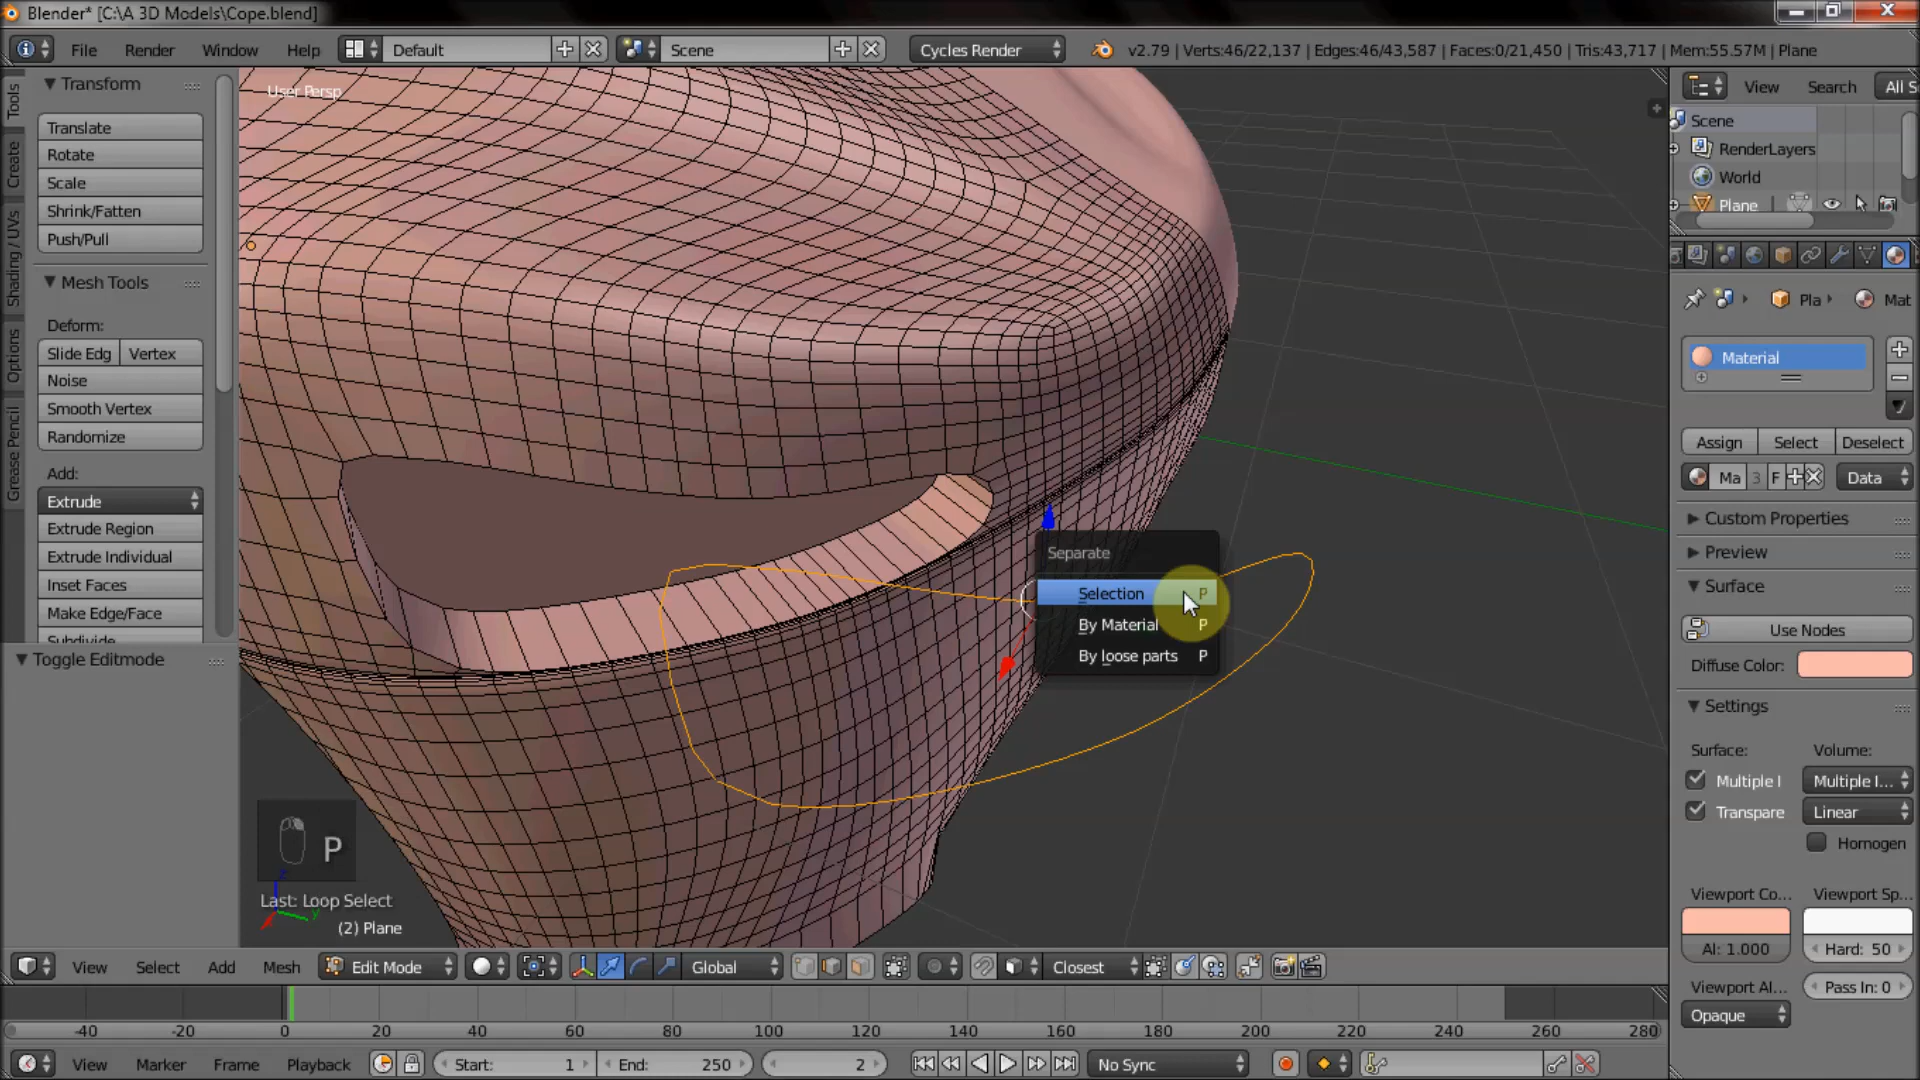 Blender* [C:\A 3D Models\Cope.blend]
File Render Window Help Default Scene Cycles Render v2.79 | Verts:46/22,137 | Edges:46/43,587 | Faces:0/21,450 | Tris:43,717 | Mem:55.57M | Plane
Tools
Create
Shading / UVs
Options
Grease Pencil
Transform
Translate
Rotate
Scale
Shrink/Fatten
Push/Pull
Mesh Tools
Deform:
Slide Edg Vertex
Noise
Smooth Vertex
Randomize
Add:
Extrude
Extrude Region
Extrude Individual
Inset Faces
Make Edge/Face
Subdivide
Toggle Editmode
User Persp
Separate
Selection P
By Material P
By loose parts P
P
Last: Loop Select
(2) Plane
z
y
View Search All S
Scene
RenderLayers
World
Plane
Pla Mat
Material
Assign Select Deselect
Ma 3 F Data
Custom Properties
Preview
Surface
Use Nodes
Diffuse Color:
Settings
Surface: Volume:
Multiple I Multiple I...
Transpare Linear
Homogen
Viewport Co... Viewport Sp...
Al: 1.000 Hard: 50
Viewport Al... Pass In: 0
Opaque
View Select Add Mesh Edit Mode Global Closest
-40 -20 0 20 40 60 80 100 120 140 160 180 200 220 240 260 280
View Marker Frame Playback Start: 1 End: 250 2 No Sync